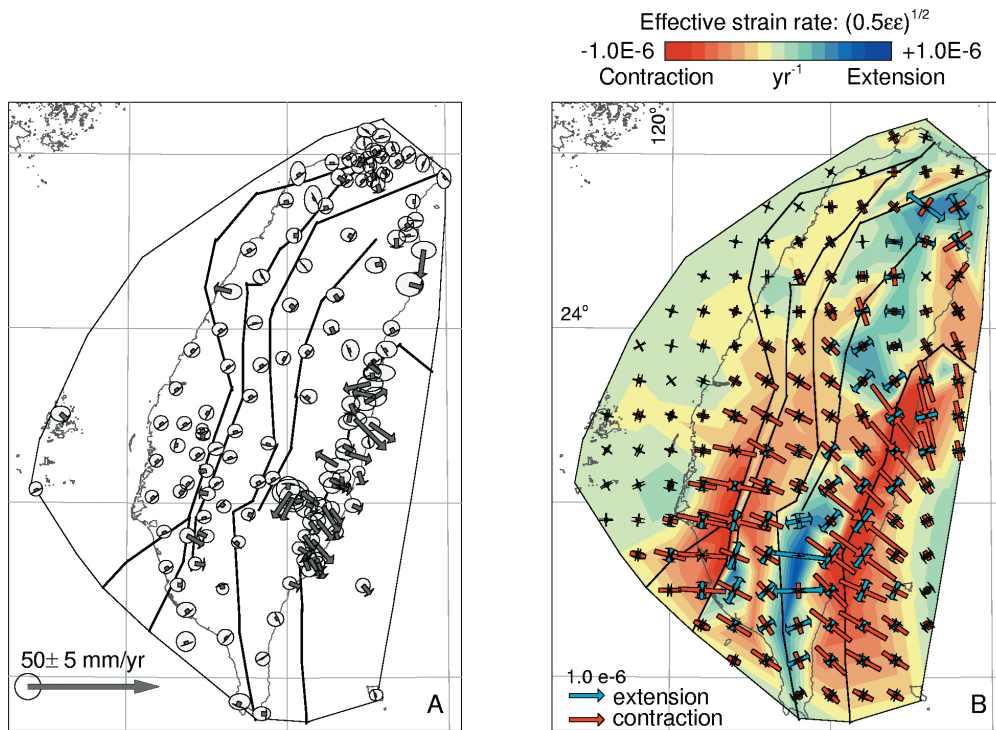 Effective strain rate: (0.5εε)^1/2
-1.0E-6 +1.0E-6
Contraction yr^-1 Extension
120°
24°
50± 5 mm/yr
A
1.0 e-6
extension
contraction
B